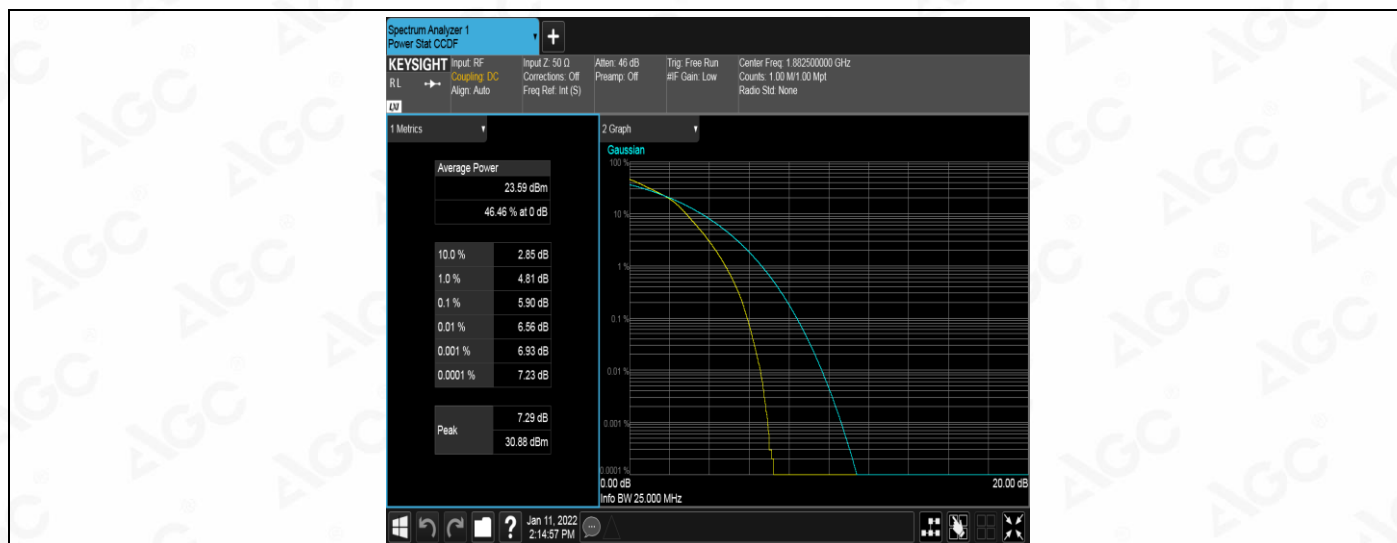 Spectrum Analyzer 1
Power Stat CCDF
KEYSIGHT
Input: RF
Coupling: DC
Align: Auto
Input Z: 50 Ω
Corrections: Off
Freq Ref: Int (S)
Atten: 46 dB
Preamp: Off
Trig: Free Run
#IF Gain: Low
Center Freq: 1.882500000 GHz
Counts: 1.00 M/1.00 Mpt
Radio Std: None
R L
LXI
1 Metrics
Average Power
23.59 dBm
46.46 % at 0 dB
10.0 % 2.85 dB
1.0 % 4.81 dB
0.1 % 5.90 dB
0.01 % 6.56 dB
0.001 % 6.93 dB
0.0001 % 7.23 dB
Peak
7.29 dB
30.88 dBm
2 Graph
Gaussian
100 %
10 %
1 %
0.1 %
0.01 %
0.001 %
0.0001 %
0.00 dB 20.00 dB
Info BW 25.000 MHz
?
Jan 11, 2022
2:14:57 PM
AGC